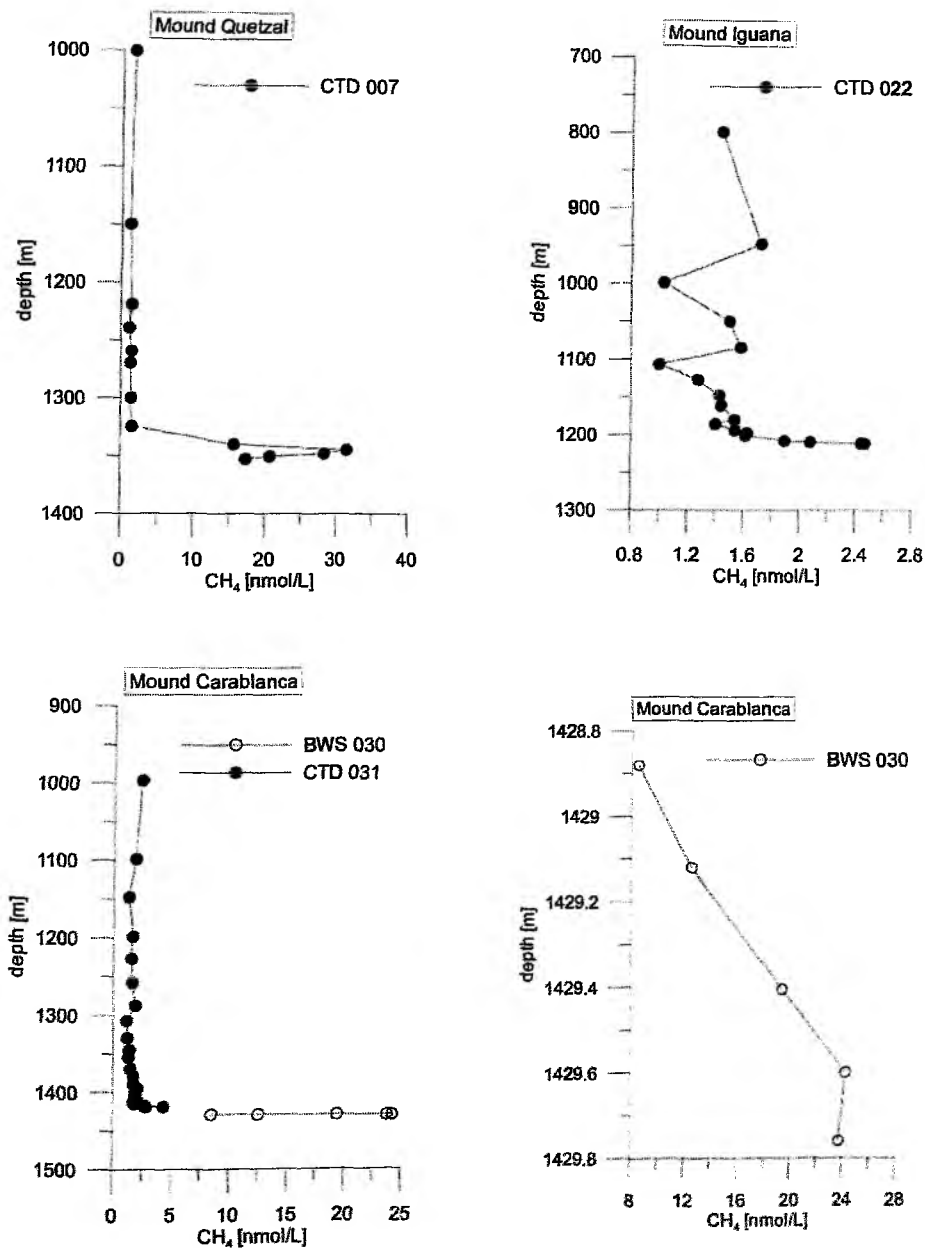 Mound Quetzal
CTD 007
1000
1100
1200
1300
1400
depth [m]
0
10
20
30
40
CH₄ [nmol/L]
Mound Iguana
CTD 022
700
800
900
1000
1100
1200
1300
depth [m]
0.8
1.2
1.6
2
2.4
2.8
CH₄ [nmol/L]
Mound Carablanca
BWS 030
CTD 031
900
1000
1100
1200
1300
1400
1500
depth [m]
0
5
10
15
20
25
CH₄ [nmol/L]
Mound Carablanca
BWS 030
1428.8
1429
1429.2
1429.4
1429.6
1429.8
depth [m]
8
12
16
20
24
28
CH₄ [nmol/L]